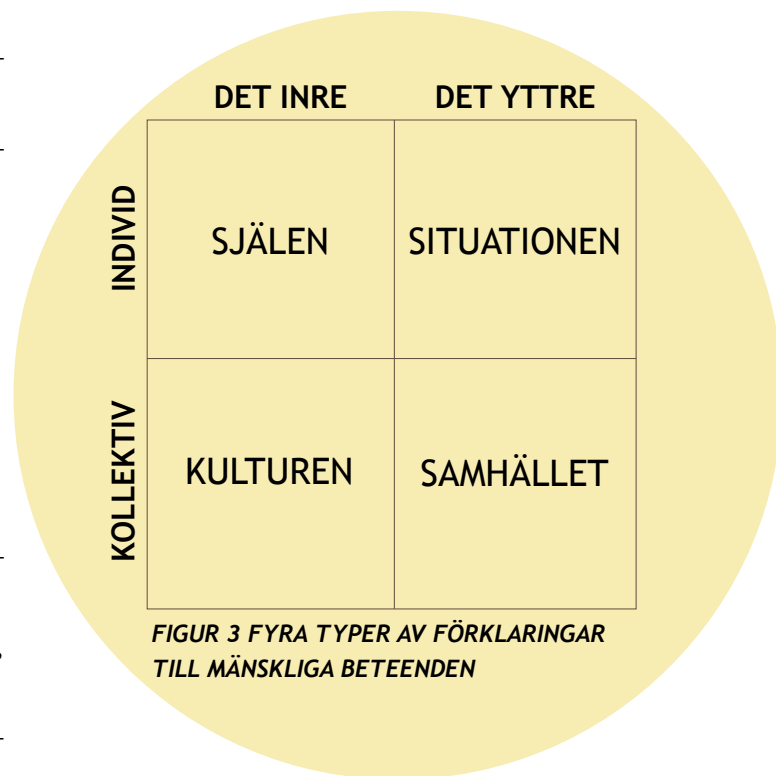 DET INRE DET YTTRE
INDIVID
SJÄLEN SITUATIONEN
KOLLEKTIV
KULTUREN SAMHÄLLET
FIGUR 3 FYRA TYPER AV FÖRKLARINGAR
TILL MÄNSKLIGA BETEENDEN